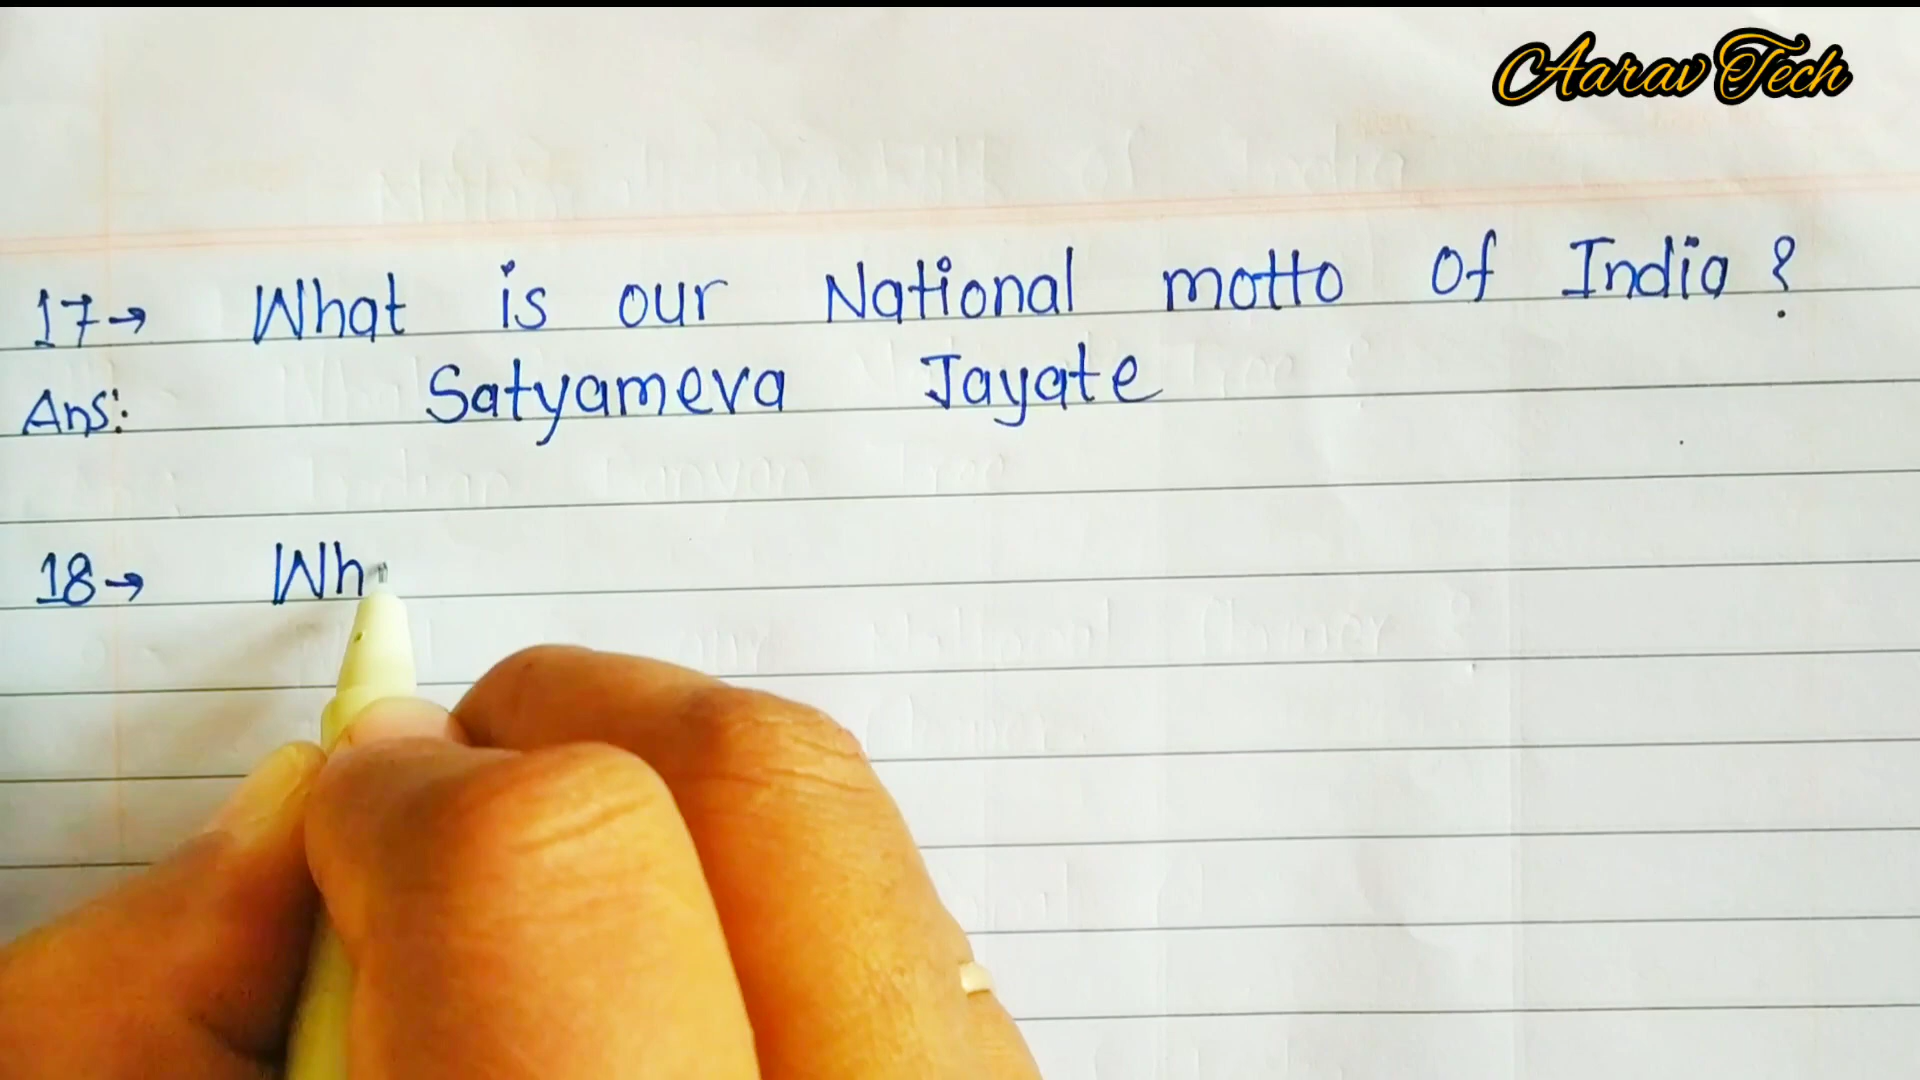 Aarav Tech
17→ What is our National motto of India?
Ans: Satyameva Jayate
18→ Wh